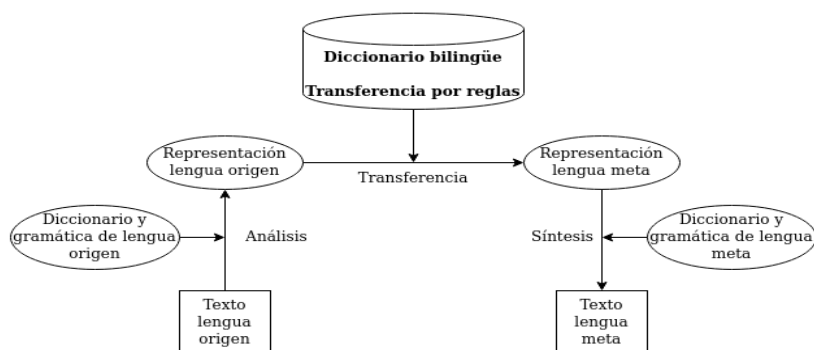 Diccionario bilingüe
Transferencia por reglas
Representación
lengua origen
Transferencia
Representación
lengua meta
Diccionario y
gramática de lengua
origen
Análisis
Síntesis
Diccionario y
gramática de lengua
meta
Texto
lengua
origen
Texto
lengua
meta